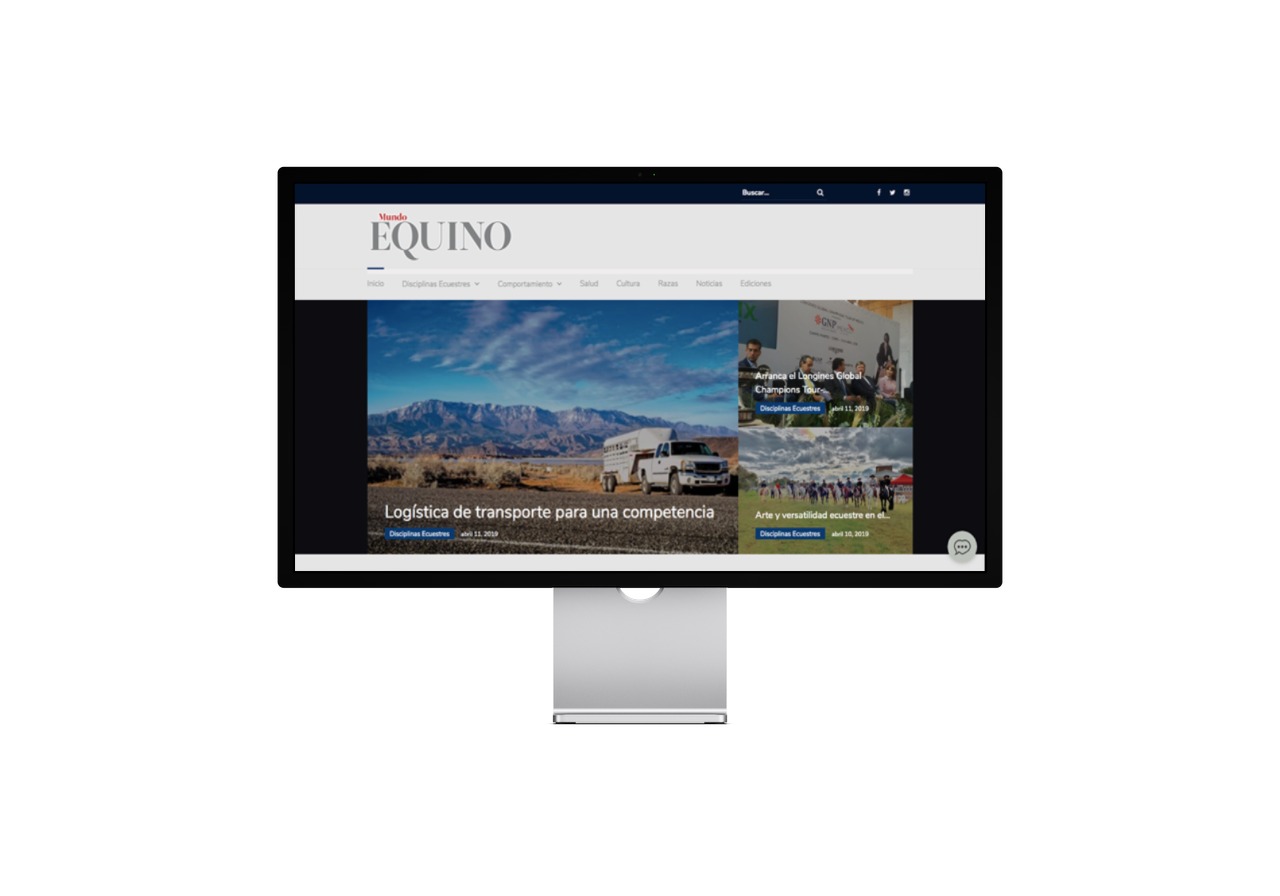 Buscar...
Mundo
EQUINO
Inicio Disciplinas Ecuestres Comportamiento Salud Cultura Razas Noticias Ediciones
GNP
Arranca el Longines Global
Champions Tour-...
Disciplinas Ecuestres abril 11, 2019
Logística de transporte para una competencia
Disciplinas Ecuestres abril 11, 2019
Arte y versatilidad ecuestre en el...
Disciplinas Ecuestres abril 10, 2019